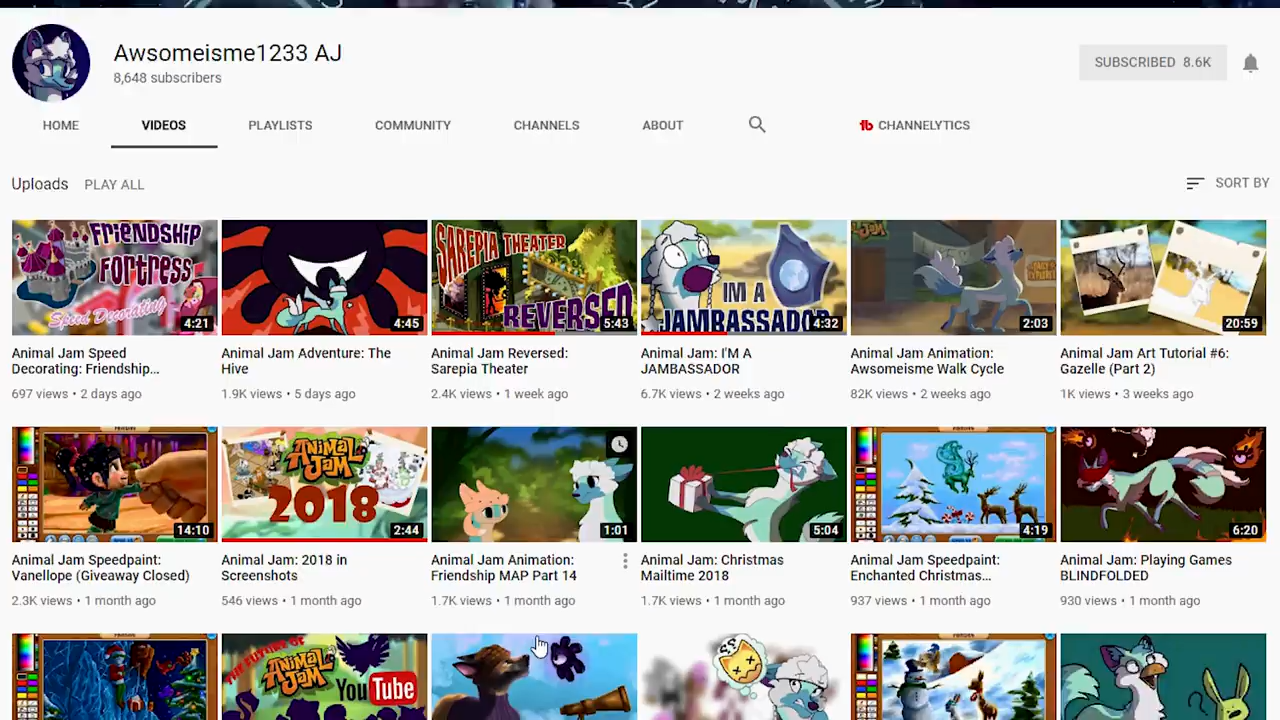 Awsomeisme1233 AJ
8,648 subscribers
SUBSCRIBED 8.6K
HOME VIDEOS PLAYLISTS COMMUNITY CHANNELS ABOUT CHANNELYTICS
Uploads PLAY ALL SORT BY
FRIENDSHIP
FORTRESS
Speed Decorating
4:21
4:45
SAREPIA THEATER
REVERSED
5:43
IM A
JAMBASSADOR
4:32
2:03
20:59
Animal Jam Speed
Decorating: Friendship...
697 views • 2 days ago
Animal Jam Adventure: The
Hive
1.9K views • 5 days ago
Animal Jam Reversed:
Sarepia Theater
2.4K views • 1 week ago
Animal Jam: I'M A
JAMBASSADOR
6.7K views • 2 weeks ago
Animal Jam Animation:
Awsomeisme Walk Cycle
82K views • 2 weeks ago
Animal Jam Art Tutorial #6:
Gazelle (Part 2)
1K views • 3 weeks ago
14:10
ANIMAL
JAM
2018
2:44
1:01
5:04
4:19
6:20
Animal Jam Speedpaint:
Vanellope (Giveaway Closed)
2.3K views • 1 month ago
Animal Jam: 2018 in
Screenshots
546 views • 1 month ago
Animal Jam Animation:
Friendship MAP Part 14
1.7K views • 1 month ago
Animal Jam: Christmas
Mailtime 2018
1.7K views • 1 month ago
Animal Jam Speedpaint:
Enchanted Christmas...
937 views • 1 month ago
Animal Jam: Playing Games
BLINDFOLDED
930 views • 1 month ago
THE FUTURE OF
ANIMAL
JAM
YouTube